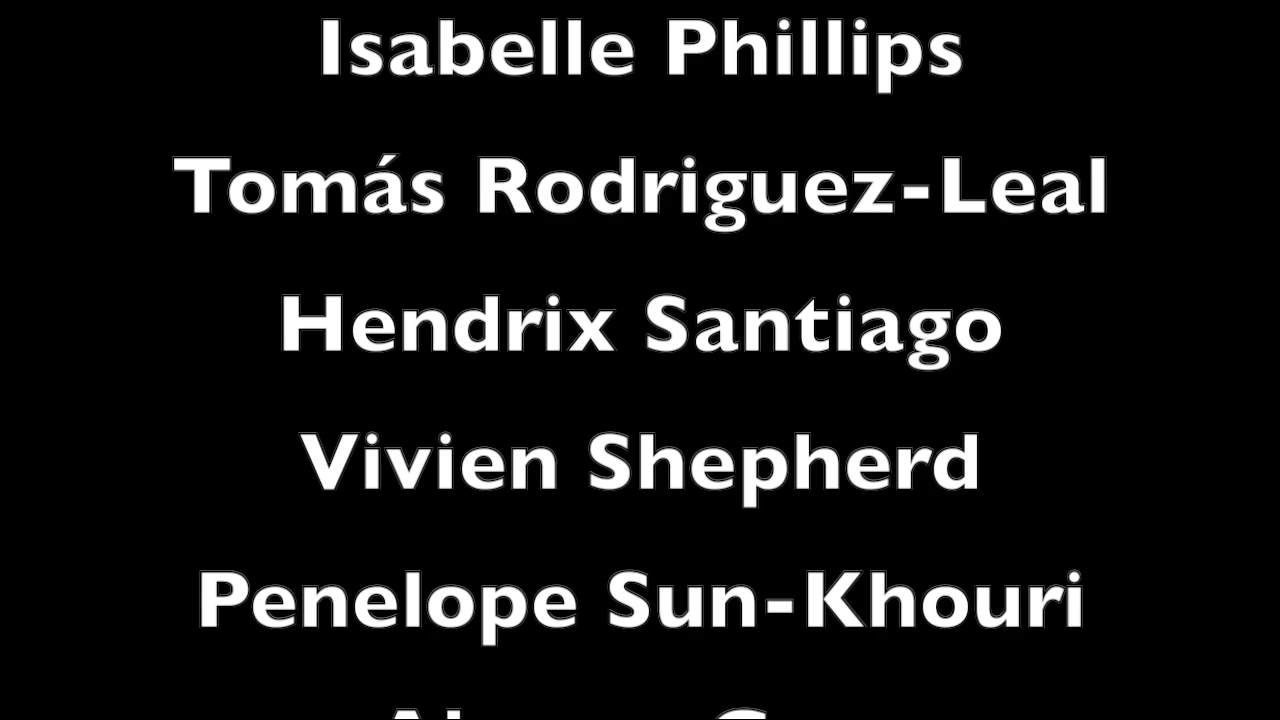 Isabelle Phillips
Tomás Rodriguez-Leal
Hendrix Santiago
Vivien Shepherd
Penelope Sun-Khouri